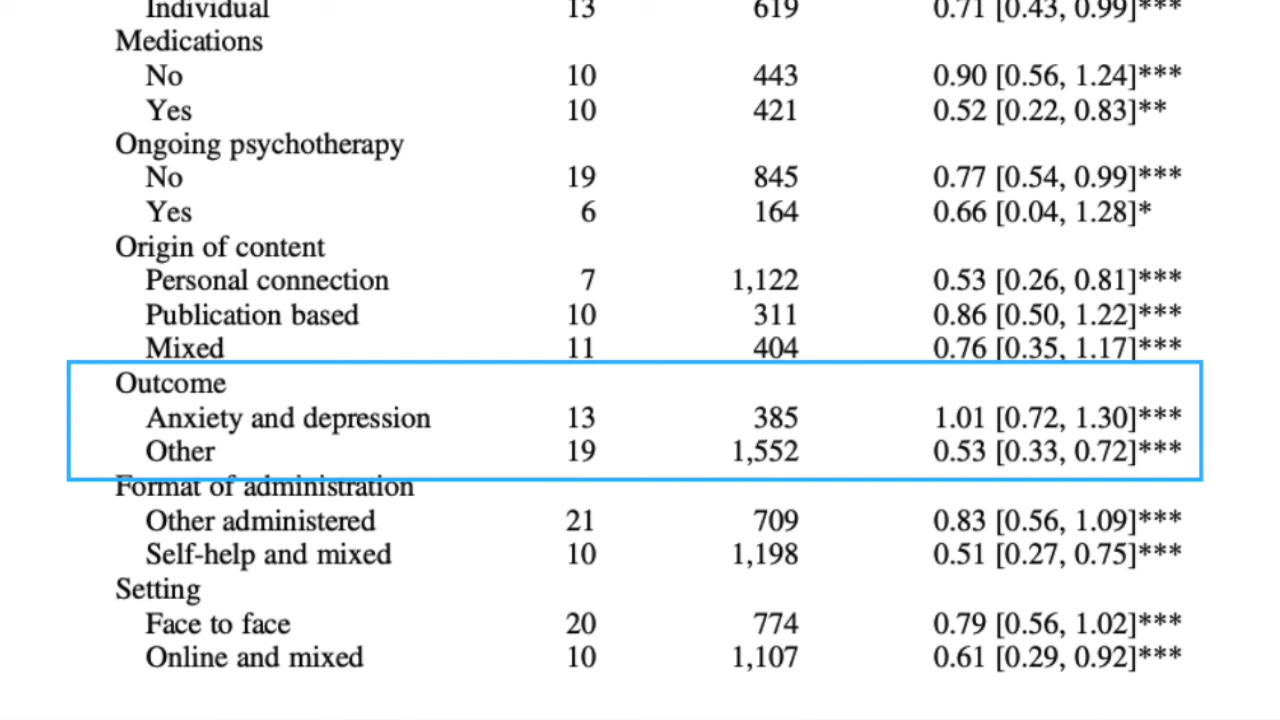 Individual 13 619 0.71 [0.43, 0.99]***
Medications
No 10 443 0.90 [0.56, 1.24]***
Yes 10 421 0.52 [0.22, 0.83]**
Ongoing psychotherapy
No 19 845 0.77 [0.54, 0.99]***
Yes 6 164 0.66 [0.04, 1.28]*
Origin of content
Personal connection 7 1,122 0.53 [0.26, 0.81]***
Publication based 10 311 0.86 [0.50, 1.22]***
Mixed 11 404 0.76 [0.35, 1.17]***
Outcome
Anxiety and depression 13 385 1.01 [0.72, 1.30]***
Other 19 1,552 0.53 [0.33, 0.72]***
Format of administration
Other administered 21 709 0.83 [0.56, 1.09]***
Self-help and mixed 10 1,198 0.51 [0.27, 0.75]***
Setting
Face to face 20 774 0.79 [0.56, 1.02]***
Online and mixed 10 1,107 0.61 [0.29, 0.92]***